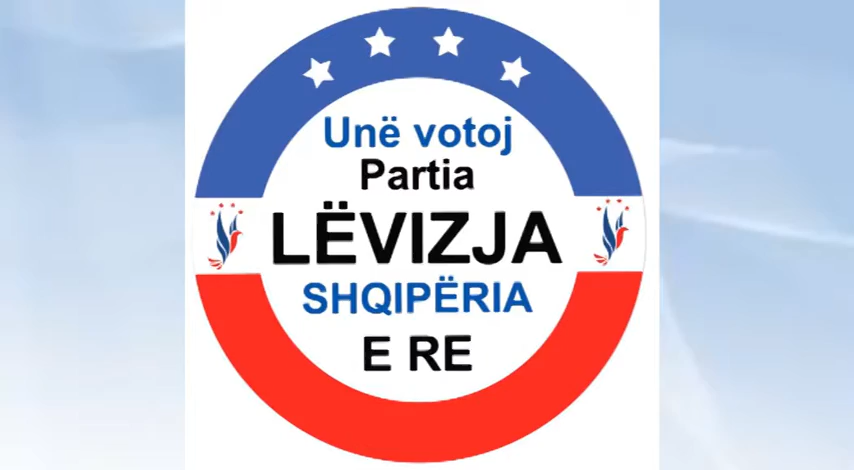 Unë votoj
Partia
LËVIZJA
SHQIPËRIA
E RE